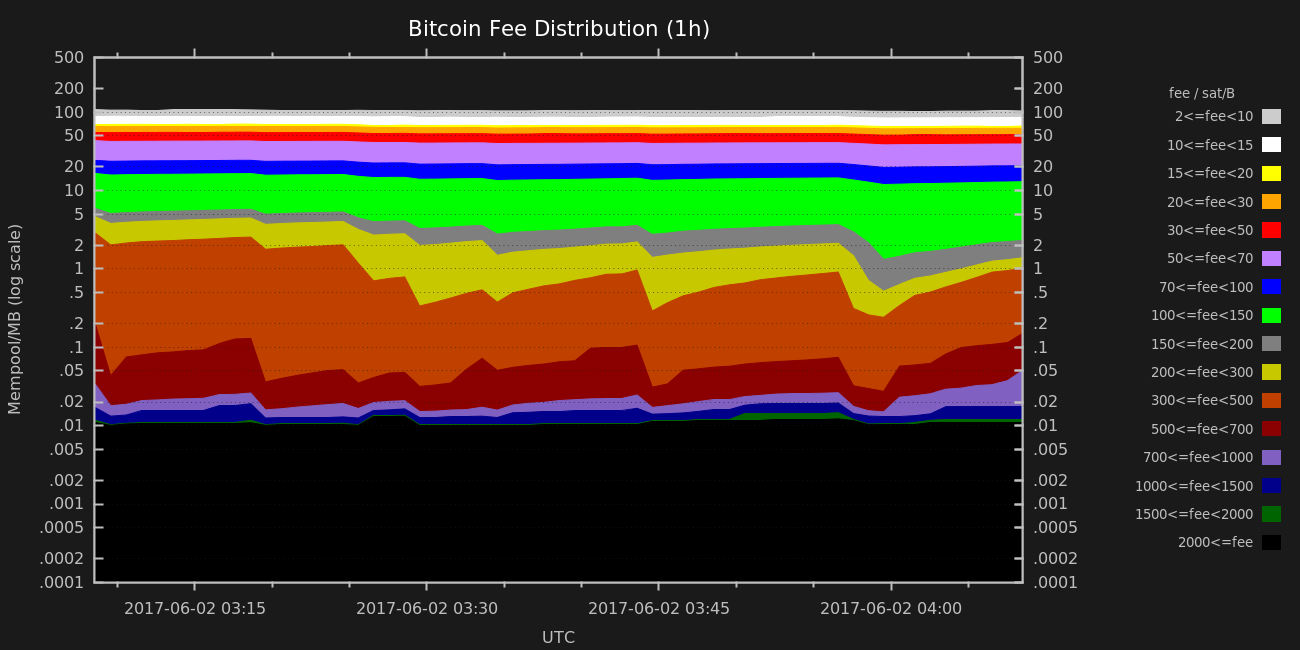 Bitcoin Fee Distribution (1h)
Mempool/MB (log scale)
500
200
100
50
20
10
5
2
1
.5
.2
.1
.05
.02
.01
.005
.002
.001
.0005
.0002
.0001
500
200
100
50
20
10
5
2
1
.5
.2
.1
.05
.02
.01
.005
.002
.001
.0005
.0002
.0001
fee / sat/B
2<=fee<10
10<=fee<15
15<=fee<20
20<=fee<30
30<=fee<50
50<=fee<70
70<=fee<100
100<=fee<150
150<=fee<200
200<=fee<300
300<=fee<500
500<=fee<700
700<=fee<1000
1000<=fee<1500
1500<=fee<2000
2000<=fee
2017-06-02 03:15 2017-06-02 03:30 2017-06-02 03:45 2017-06-02 04:00
UTC